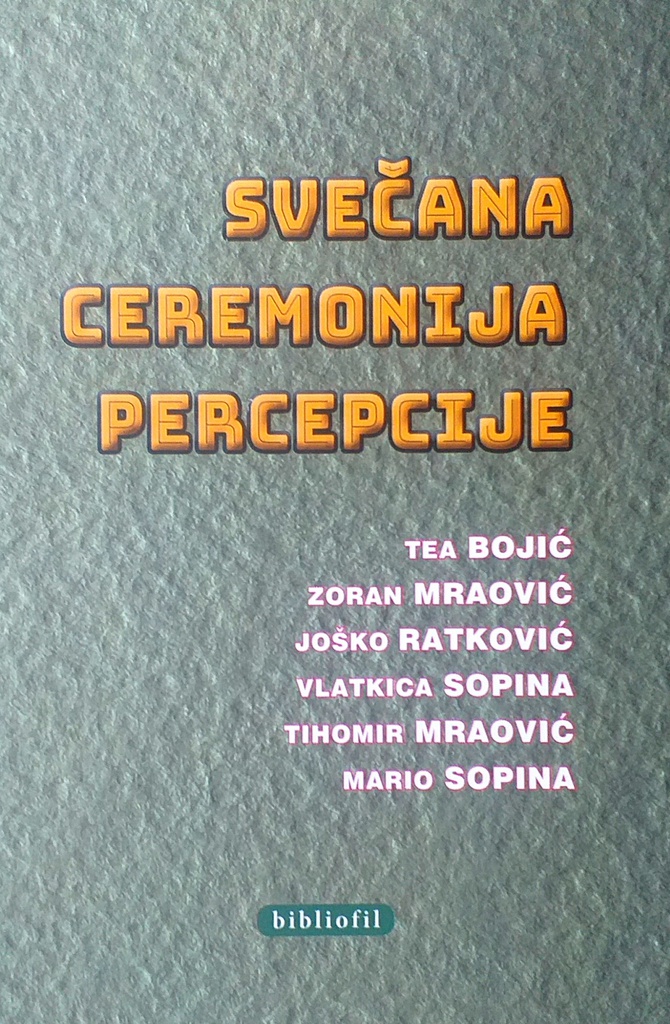 SVEČANA
CEREMONIJA
PERCEPCIJE
TEA BOJIĆ
ZORAN MRAOVIĆ
JOŠKO RATKOVIĆ
VLATKICA SOPINA
TIHOMIR MRAOVIĆ
MARIO SOPINA
bibliofil